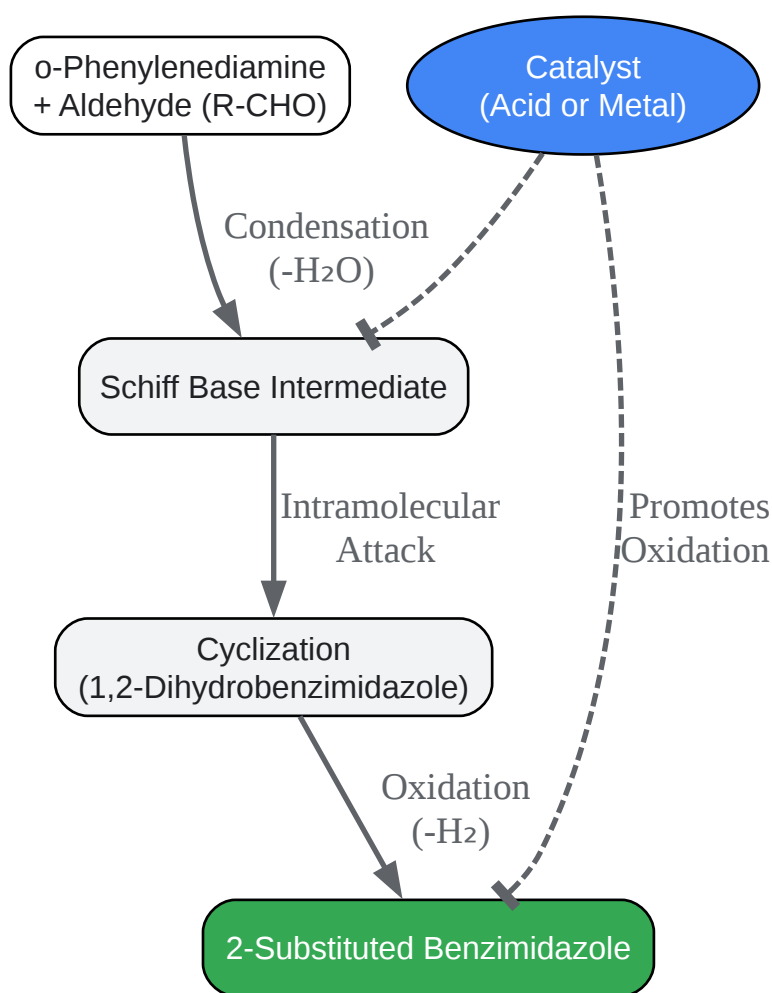 o-Phenylenediamine
+ Aldehyde (R-CHO)
Catalyst
(Acid or Metal)
Condensation
(-H₂O)
Schiff Base Intermediate
Intramolecular
Attack
Promotes
Oxidation
Cyclization
(1,2-Dihydrobenzimidazole)
Oxidation
(-H₂)
2-Substituted Benzimidazole